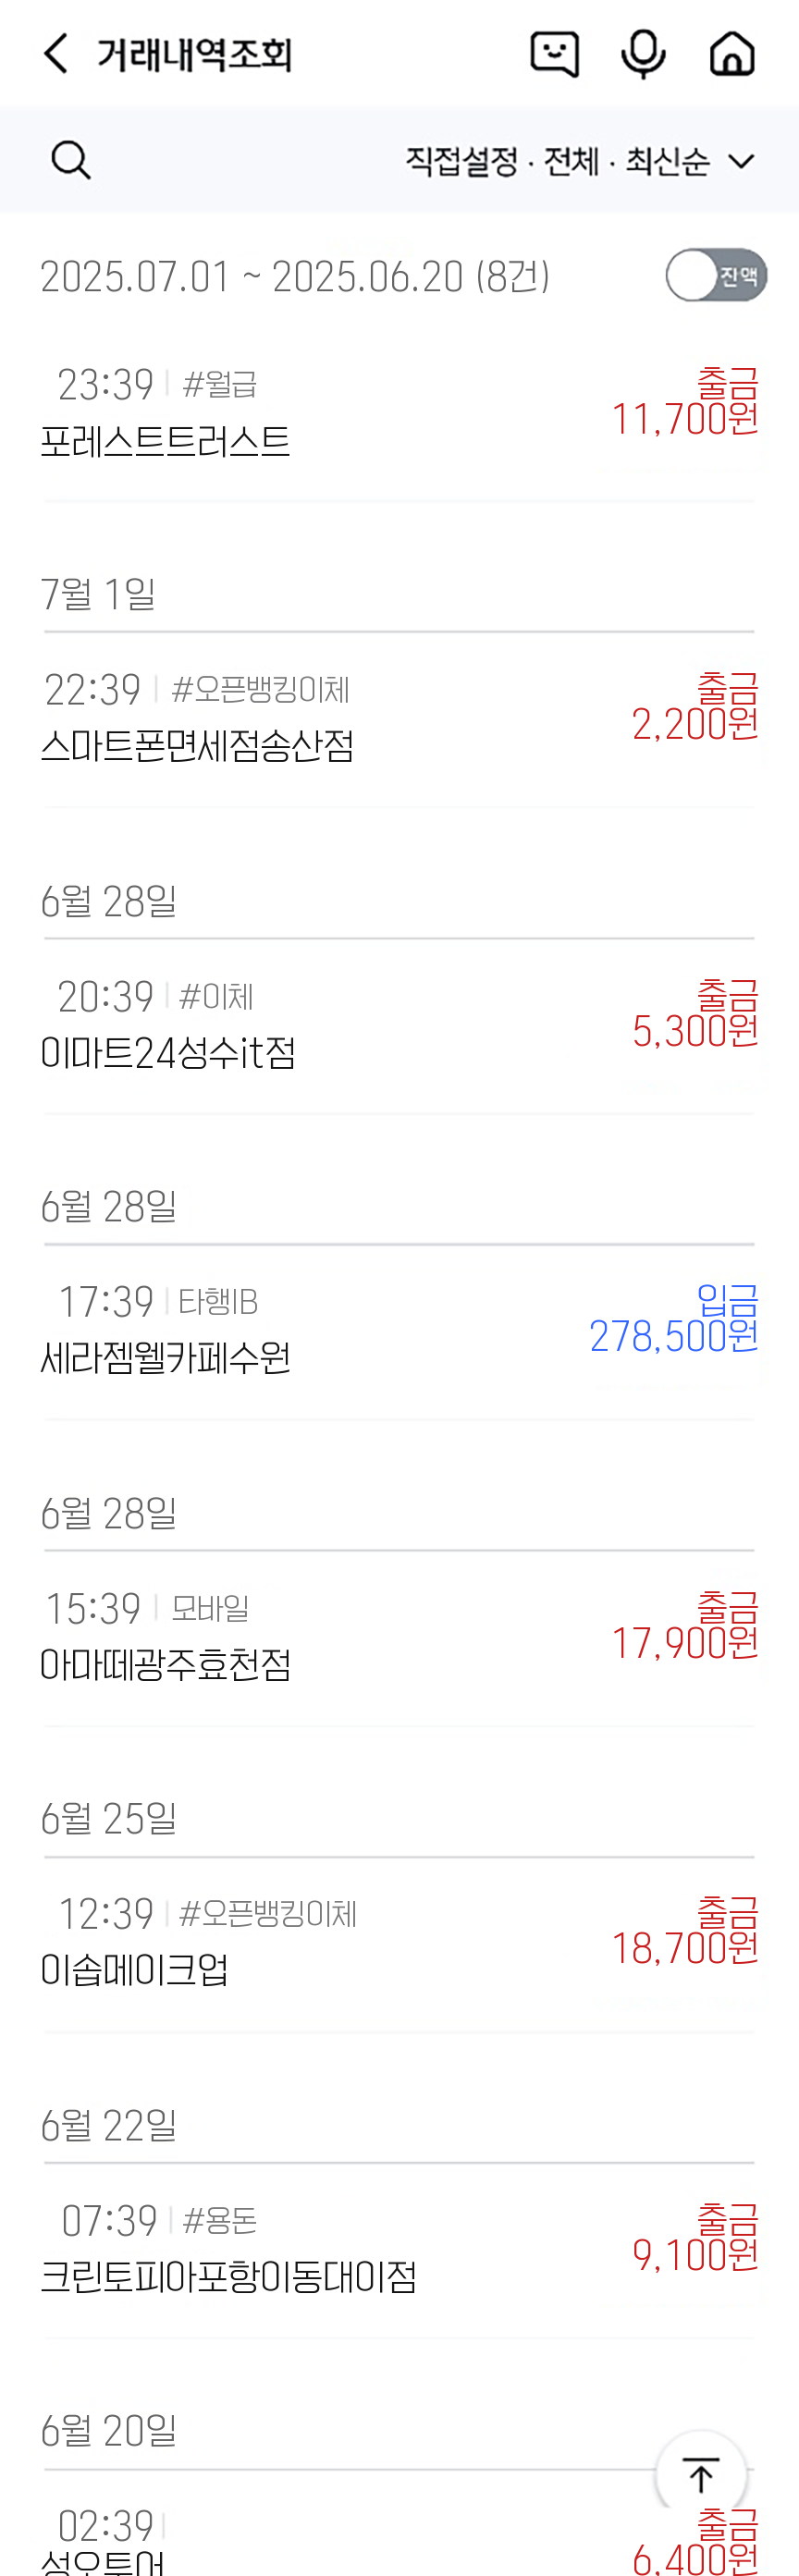 거래내역조회
직접설정 · 전체 · 최신순
2025.07.01 ~ 2025.06.20 (8건)
잔액
23:39 #월급
출금
포레스트트러스트
11,700원
7월 1일
22:39 #오픈뱅킹이체
출금
스마트폰면세점송산점
2,200원
6월 28일
20:39 #이체
출금
이마트24성수it점
5,300원
6월 28일
17:39 타행IB
입금
세라젬웰카페수원
278,500원
6월 28일
15:39 모바일
출금
아마떼광주효천점
17,900원
6월 25일
12:39 #오픈뱅킹이체
출금
이솝메이크업
18,700원
6월 22일
07:39 #용돈
출금
크린토피아포항이동대이점
9,100원
6월 20일
02:39
출금
성오투어
6,400원